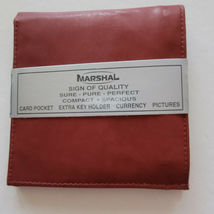 MARSHAL
SIGN OF QUALITY
SURE - PURE - PERFECT
COMPACT • SPACIOUS
CARD POCKET EXTRA KEY HOLDER • CURRENCY PICTURES